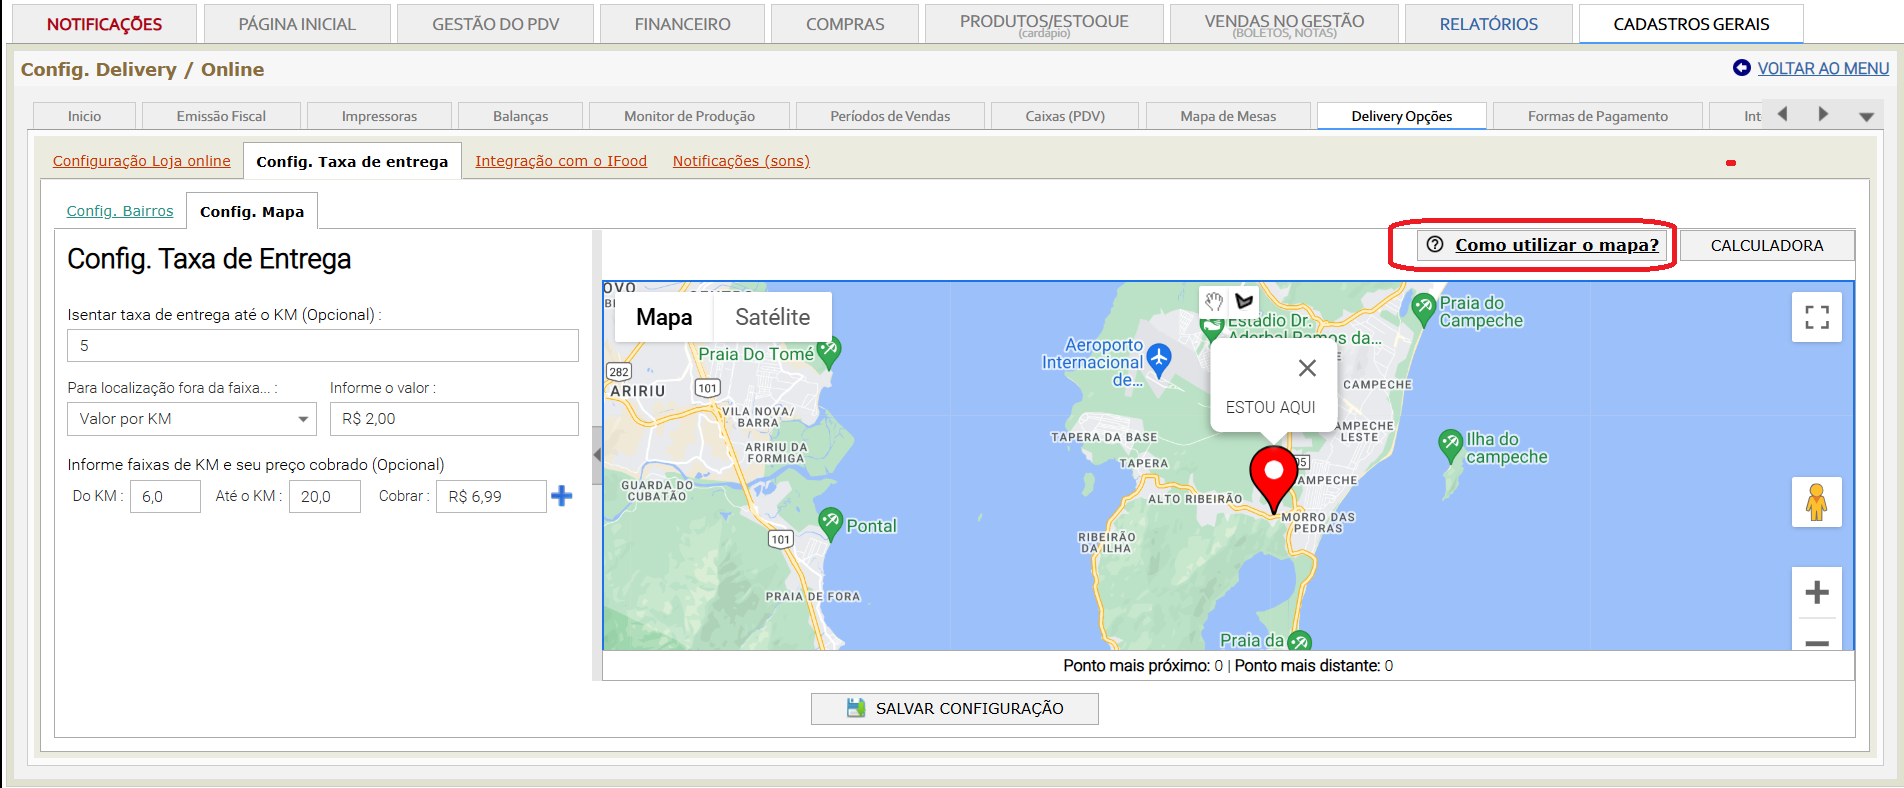 NOTIFICAÇÕES
PÁGINA INICIAL
GESTÃO DO PDV
FINANCEIRO
COMPRAS
PRODUTOS/ESTOQUE
(cardápio)
VENDAS NO GESTÃO
(BOLETOS, NOTAS)
RELATÓRIOS
CADASTROS GERAIS
Config. Delivery / Online
VOLTAR AO MENU
Inicio
Emissão Fiscal
Impressoras
Balanças
Monitor de Produção
Períodos de Vendas
Caixas (PDV)
Mapa de Mesas
Delivery Opções
Formas de Pagamento
Int
Configuração Loja online
Config. Taxa de entrega
Integração com o IFood
Notificações (sons)
Config. Bairros
Config. Mapa
Config. Taxa de Entrega
Como utilizar o mapa?
CALCULADORA
Isentar taxa de entrega até o KM (Opcional) :
5
Para localização fora da faixa... :
Informe o valor :
Valor por KM
R$ 2,00
Informe faixas de KM e seu preço cobrado (Opcional)
Do KM :
6,0
Até o KM :
20,0
Cobrar :
R$ 6,99
OVO
Mapa
Satélite
Praia Do Tomé
282
ARIRIU
101
VILA NOVA/
BARRA
ARIRIU DA
FORMIGA
GUARDA DO
CUBATÃO
Pontal
101
PRAIA DE FORA
Estádio Dr.
Aderbal Ramos da...
Aeroporto
Internacional
de...
Praia do
Campeche
ESTOU AQUI
CAMPECHE
AMPECHE
LESTE
Ilha do
campeche
TAPERA DA BASE
TAPERA
05
CAMPECHE
ALTO RIBEIRÃO
MORRO DAS
PEDRAS
RIBEIRÃO
DA ILHA
Praia da
Ponto mais próximo: 0 | Ponto mais distante: 0
SALVAR CONFIGURAÇÃO